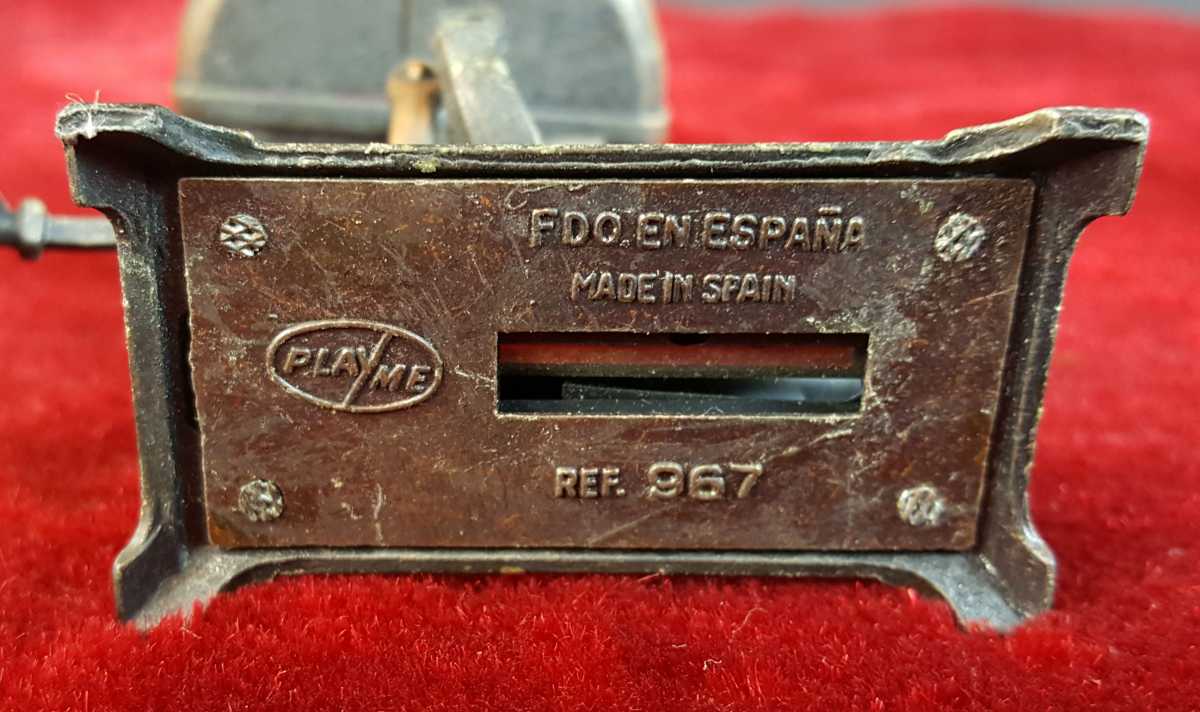 FDO EN ESPAÑA
MADE IN SPAIN
PLAY ME
REF. 967